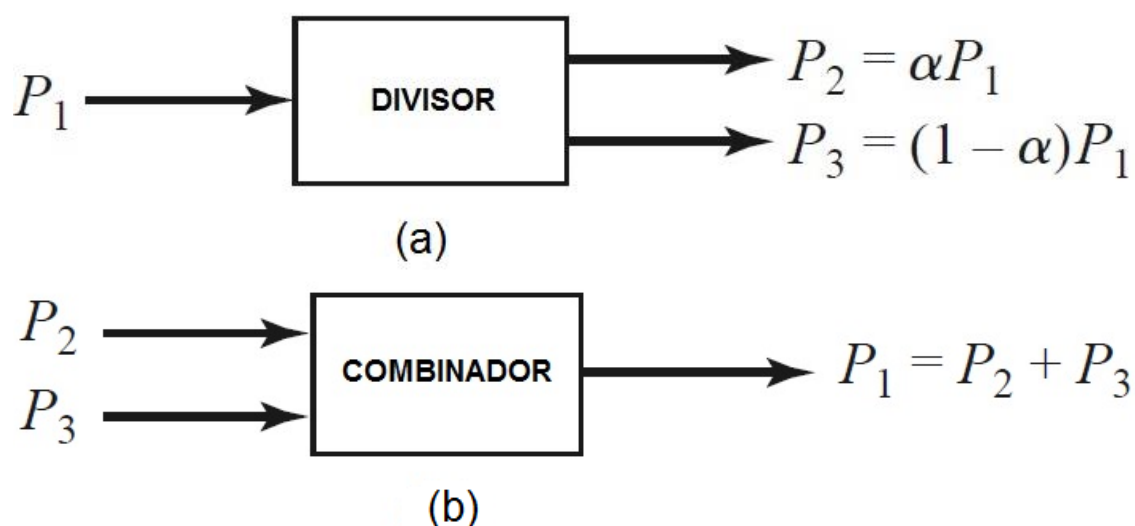 P₁
DIVISOR
P₂ = αP₁
P₃ = (1 – α)P₁
(a)
P₂
P₃
COMBINADOR
P₁ = P₂ + P₃
(b)